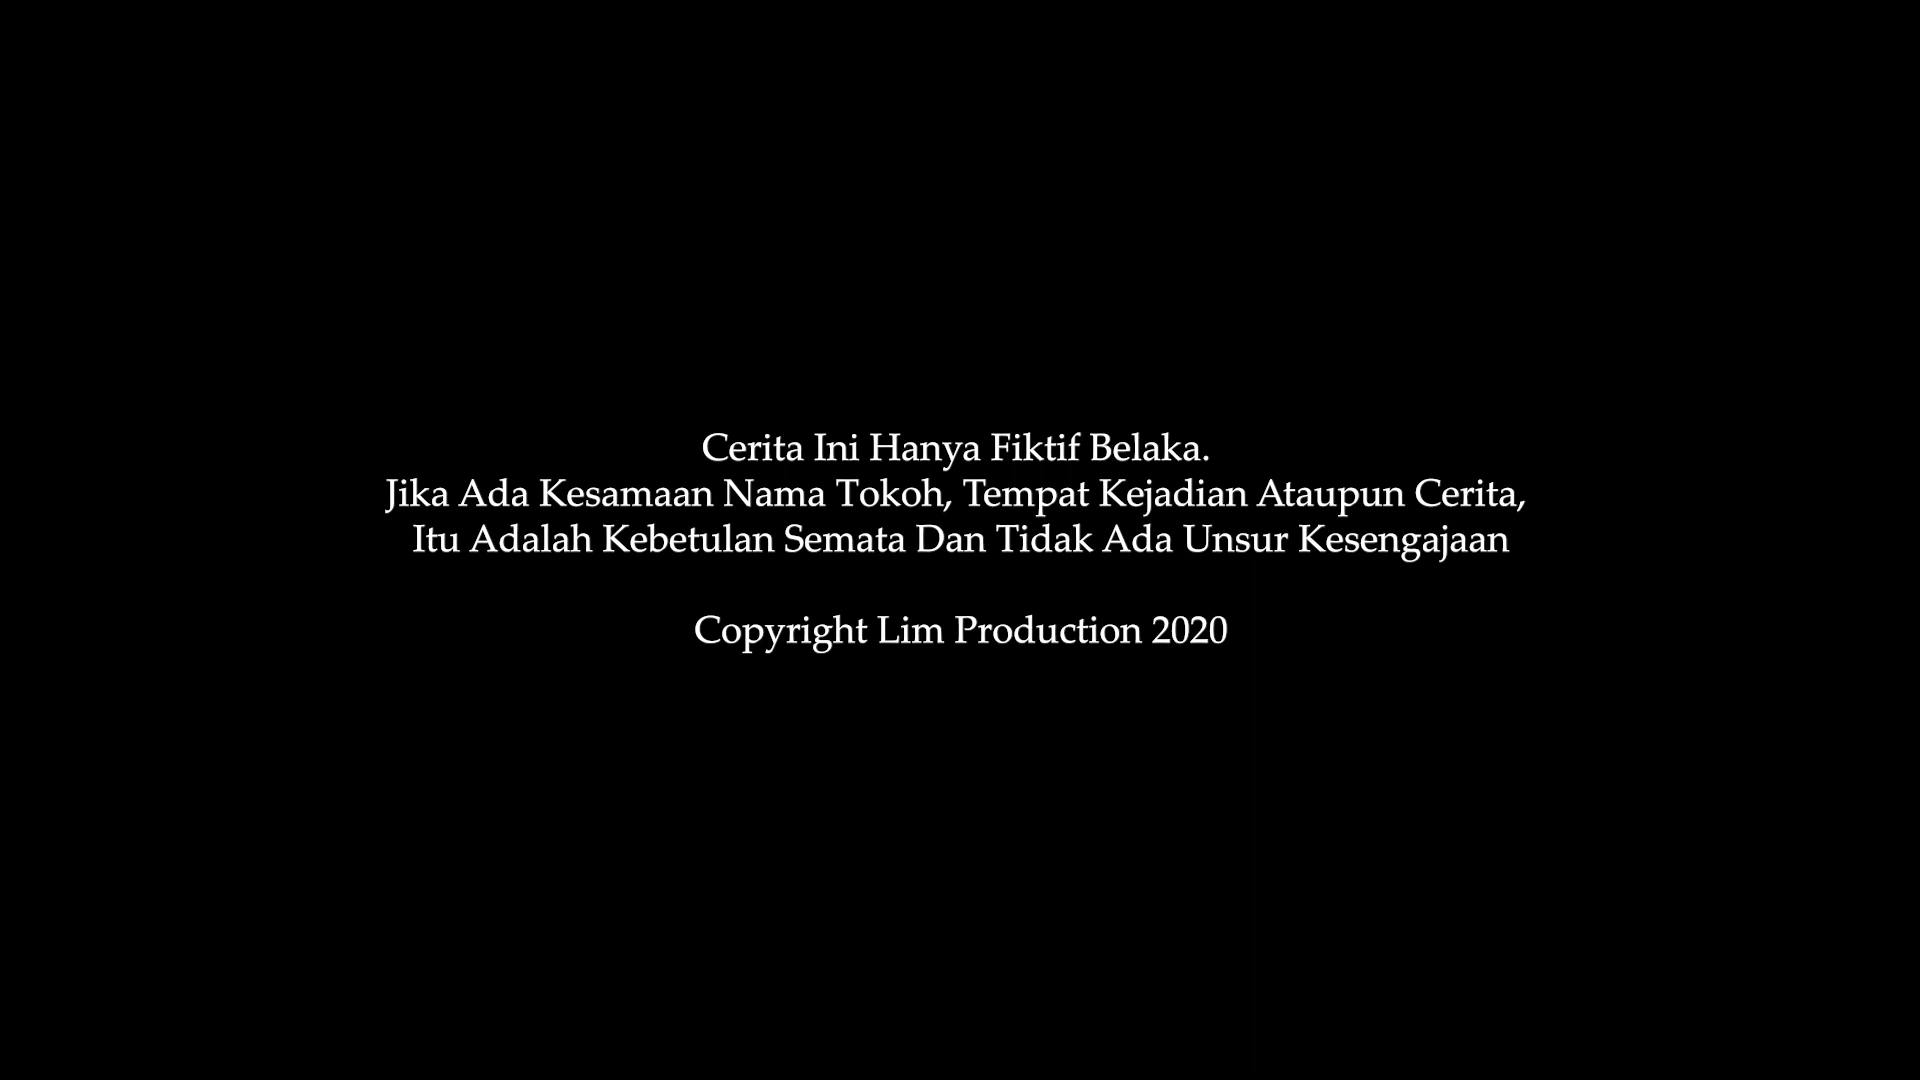 Cerita Ini Hanya Fiktif Belaka.
Jika Ada Kesamaan Nama Tokoh, Tempat Kejadian Ataupun Cerita,
Itu Adalah Kebetulan Semata Dan Tidak Ada Unsur Kesengajaan
Copyright Lim Production 2020